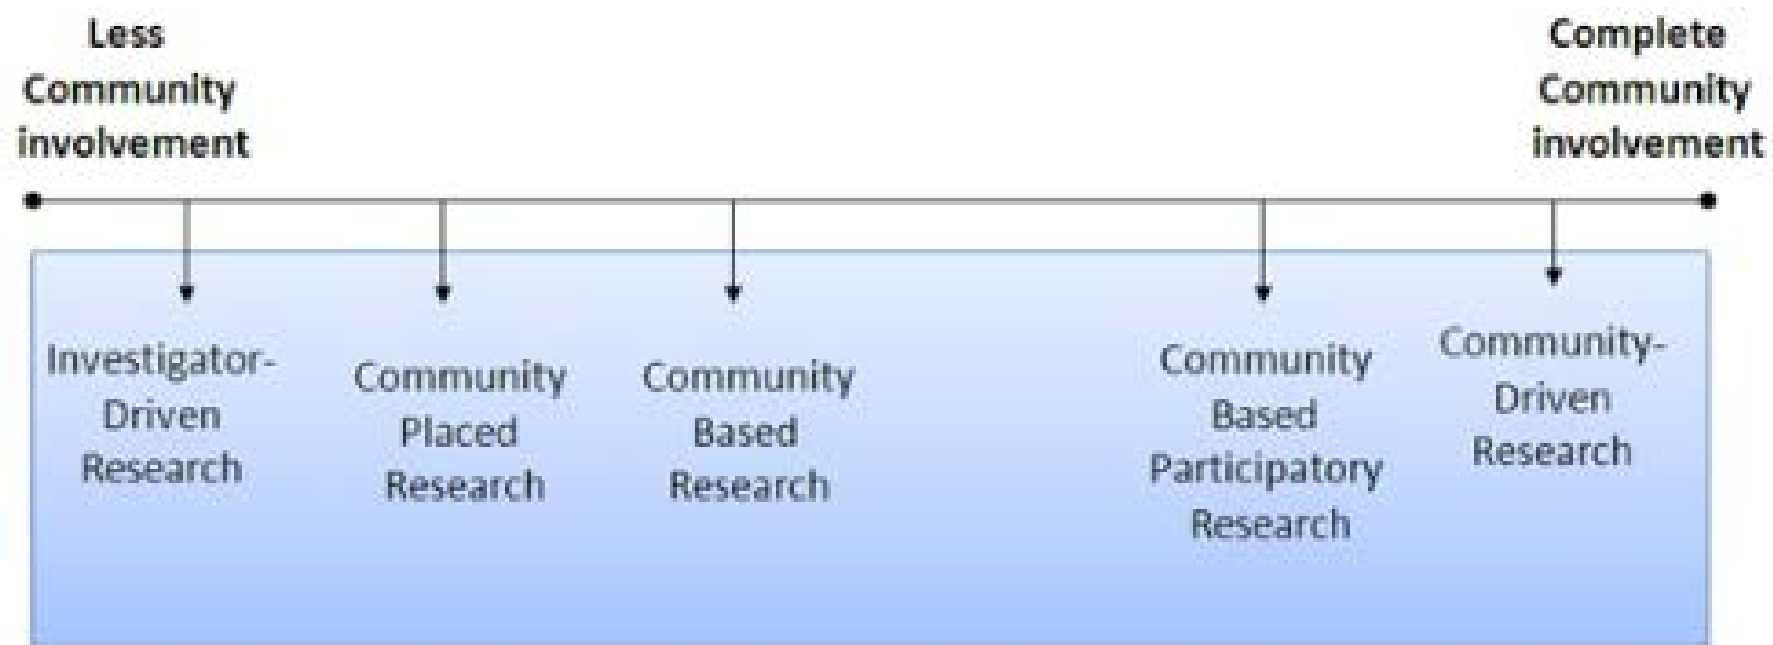 Less
Community
involvement
Complete
Community
involvement
Investigator-
Driven
Research
Community
Placed
Research
Community
Based
Research
Community
Based
Participatory
Research
Community-
Driven
Research